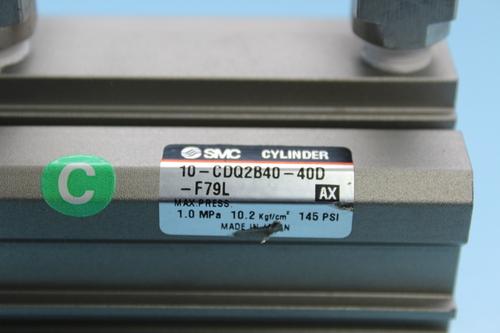 C
SMC CYLINDER
10-CDQ2B40-40D
-F79L
AX
MAX.PRESS.
1.0 MPa 10.2 Kgf/cm² 145 PSI
MADE IN JAPAN